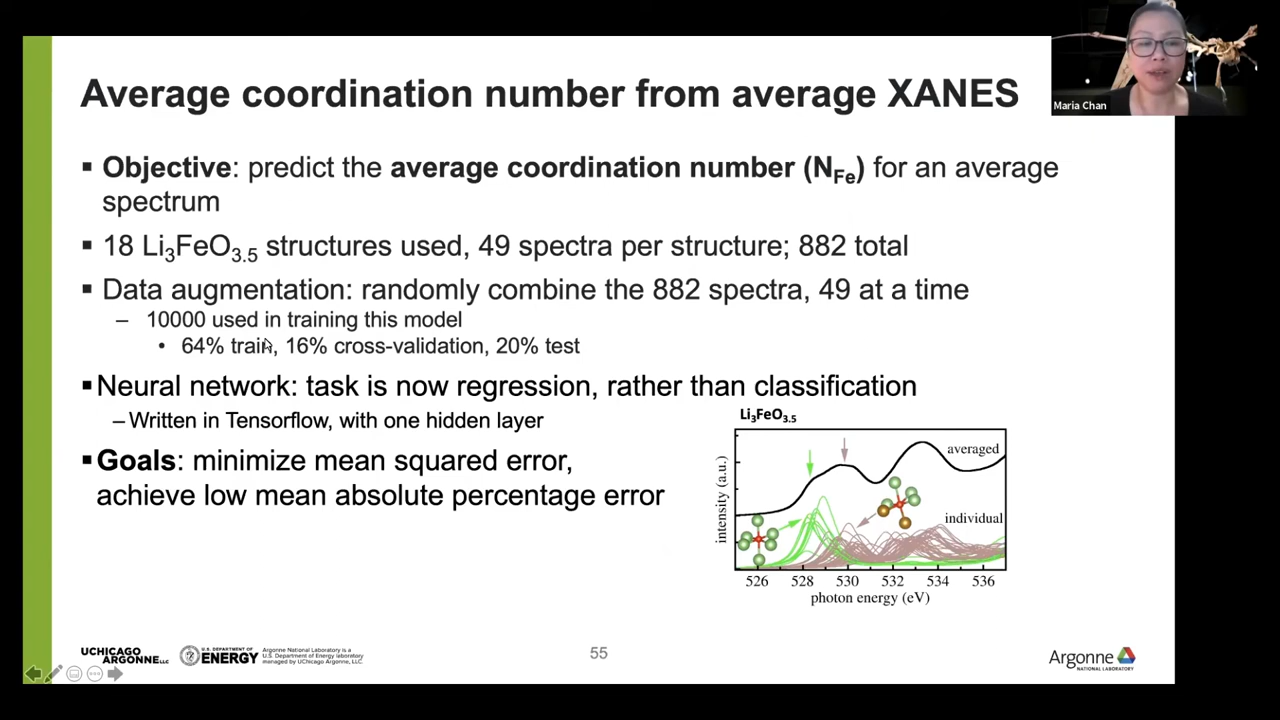 Maria Chan
Average coordination number from average XANES
▪ Objective: predict the average coordination number (N_Fe) for an average
spectrum
▪ 18 Li₃FeO₃.₅ structures used, 49 spectra per structure; 882 total
▪ Data augmentation: randomly combine the 882 spectra, 49 at a time
– 10000 used in training this model
• 64% train, 16% cross-validation, 20% test
▪ Neural network: task is now regression, rather than classification
– Written in Tensorflow, with one hidden layer
▪ Goals: minimize mean squared error,
achieve low mean absolute percentage error
Li₃FeO₃.₅
averaged
individual
intensity (a.u.)
526 528 530 532 534 536
photon energy (eV)
UCHICAGO
ARGONNE LLC
U.S. DEPARTMENT OF
ENERGY
Argonne National Laboratory is a
U.S. Department of Energy laboratory
managed by UChicago Argonne, LLC.
55
Argonne
NATIONAL LABORATORY